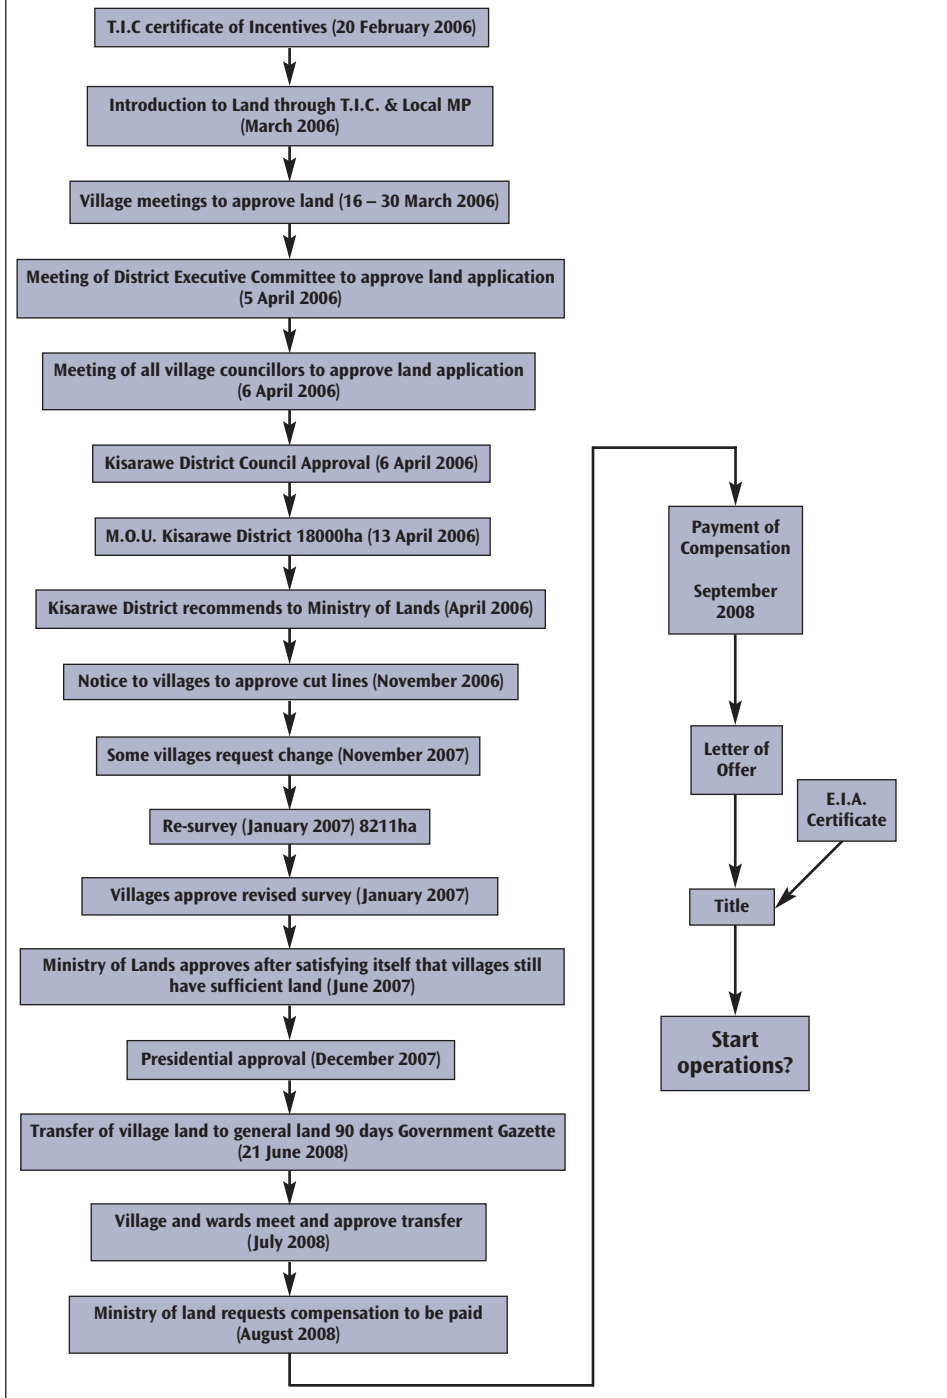 T.I.C certificate of Incentives (20 February 2006)
Introduction to Land through T.I.C. & Local MP
(March 2006)
Village meetings to approve land (16 – 30 March 2006)
Meeting of District Executive Committee to approve land application
(5 April 2006)
Meeting of all village councillors to approve land application
(6 April 2006)
Kisarawe District Council Approval (6 April 2006)
M.O.U. Kisarawe District 18000ha (13 April 2006)
Kisarawe District recommends to Ministry of Lands (April 2006)
Notice to villages to approve cut lines (November 2006)
Some villages request change (November 2007)
Re-survey (January 2007) 8211ha
Villages approve revised survey (January 2007)
Ministry of Lands approves after satisfying itself that villages still
have sufficient land (June 2007)
Presidential approval (December 2007)
Transfer of village land to general land 90 days Government Gazette
(21 June 2008)
Village and wards meet and approve transfer
(July 2008)
Ministry of land requests compensation to be paid
(August 2008)
Payment of
Compensation
September
2008
Letter of
Offer
E.I.A.
Certificate
Title
Start
operations?